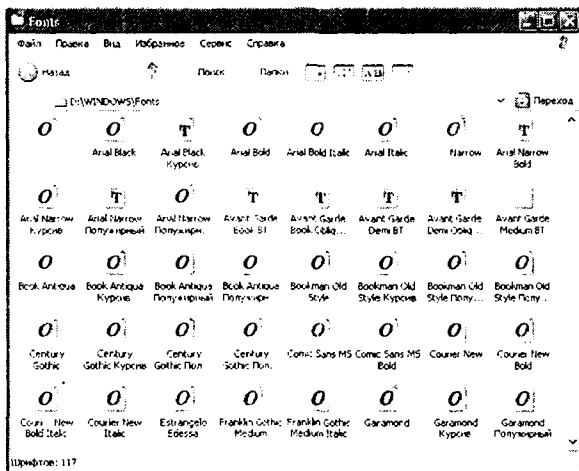 Fonts
Файл Правка Вид Избранное Сервис Справка
Назад Поиск Папки
D:\WINDOWS\Fonts Переход
Arial Black Arial Black Курсив Arial Bold Arial Bold Italic Arial Italic Narrow Arial Narrow Bold
Arial Narrow Курсив Arial Narrow Полужирный Arial Narrow Полужирн... Avant Garde Book BT Avant Garde Book Obliq... Avant Garde Demi BT Avant Garde Demi Obliq... Avant Garde Medium BT
Book Antiqua Book Antiqua Курсив Book Antiqua Полужирный Book Antiqua Полужирн... Bookman Old Style Bookman Old Style Курсив Bookman Old Style Полу... Bookman Old Style Полу...
Century Gothic Century Gothic Курсив Century Gothic Пол... Century Gothic Пол... Comic Sans MS Comic Sans MS Bold Courier New Courier New Bold
Courier New Bold Italic Courier New Italic Estrangelo Edessa Franklin Gothic Medium Franklin Gothic Medium Italic Garamond Garamond Курсив Garamond Полужирный
Шрифтов: 117